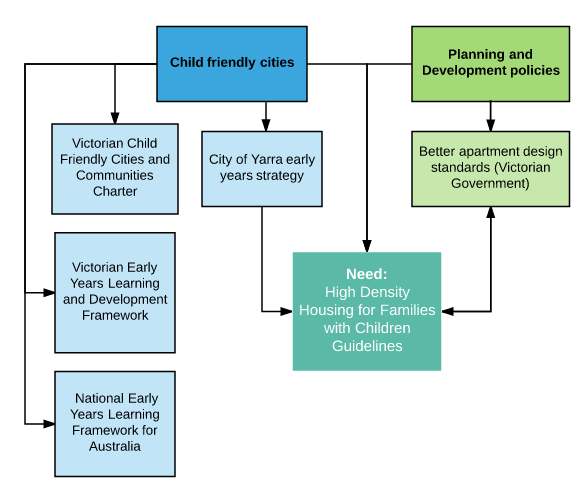 Child friendly cities
Planning and
Development policies
Victorian Child
Friendly Cities and
Communities
Charter
City of Yarra early
years strategy
Better apartment design
standards (Victorian
Government)
Victorian Early
Years Learning
and Development
Framework
Need:
High Density
Housing for Families
with Children
Guidelines
National Early
Years Learning
Framework for
Australia